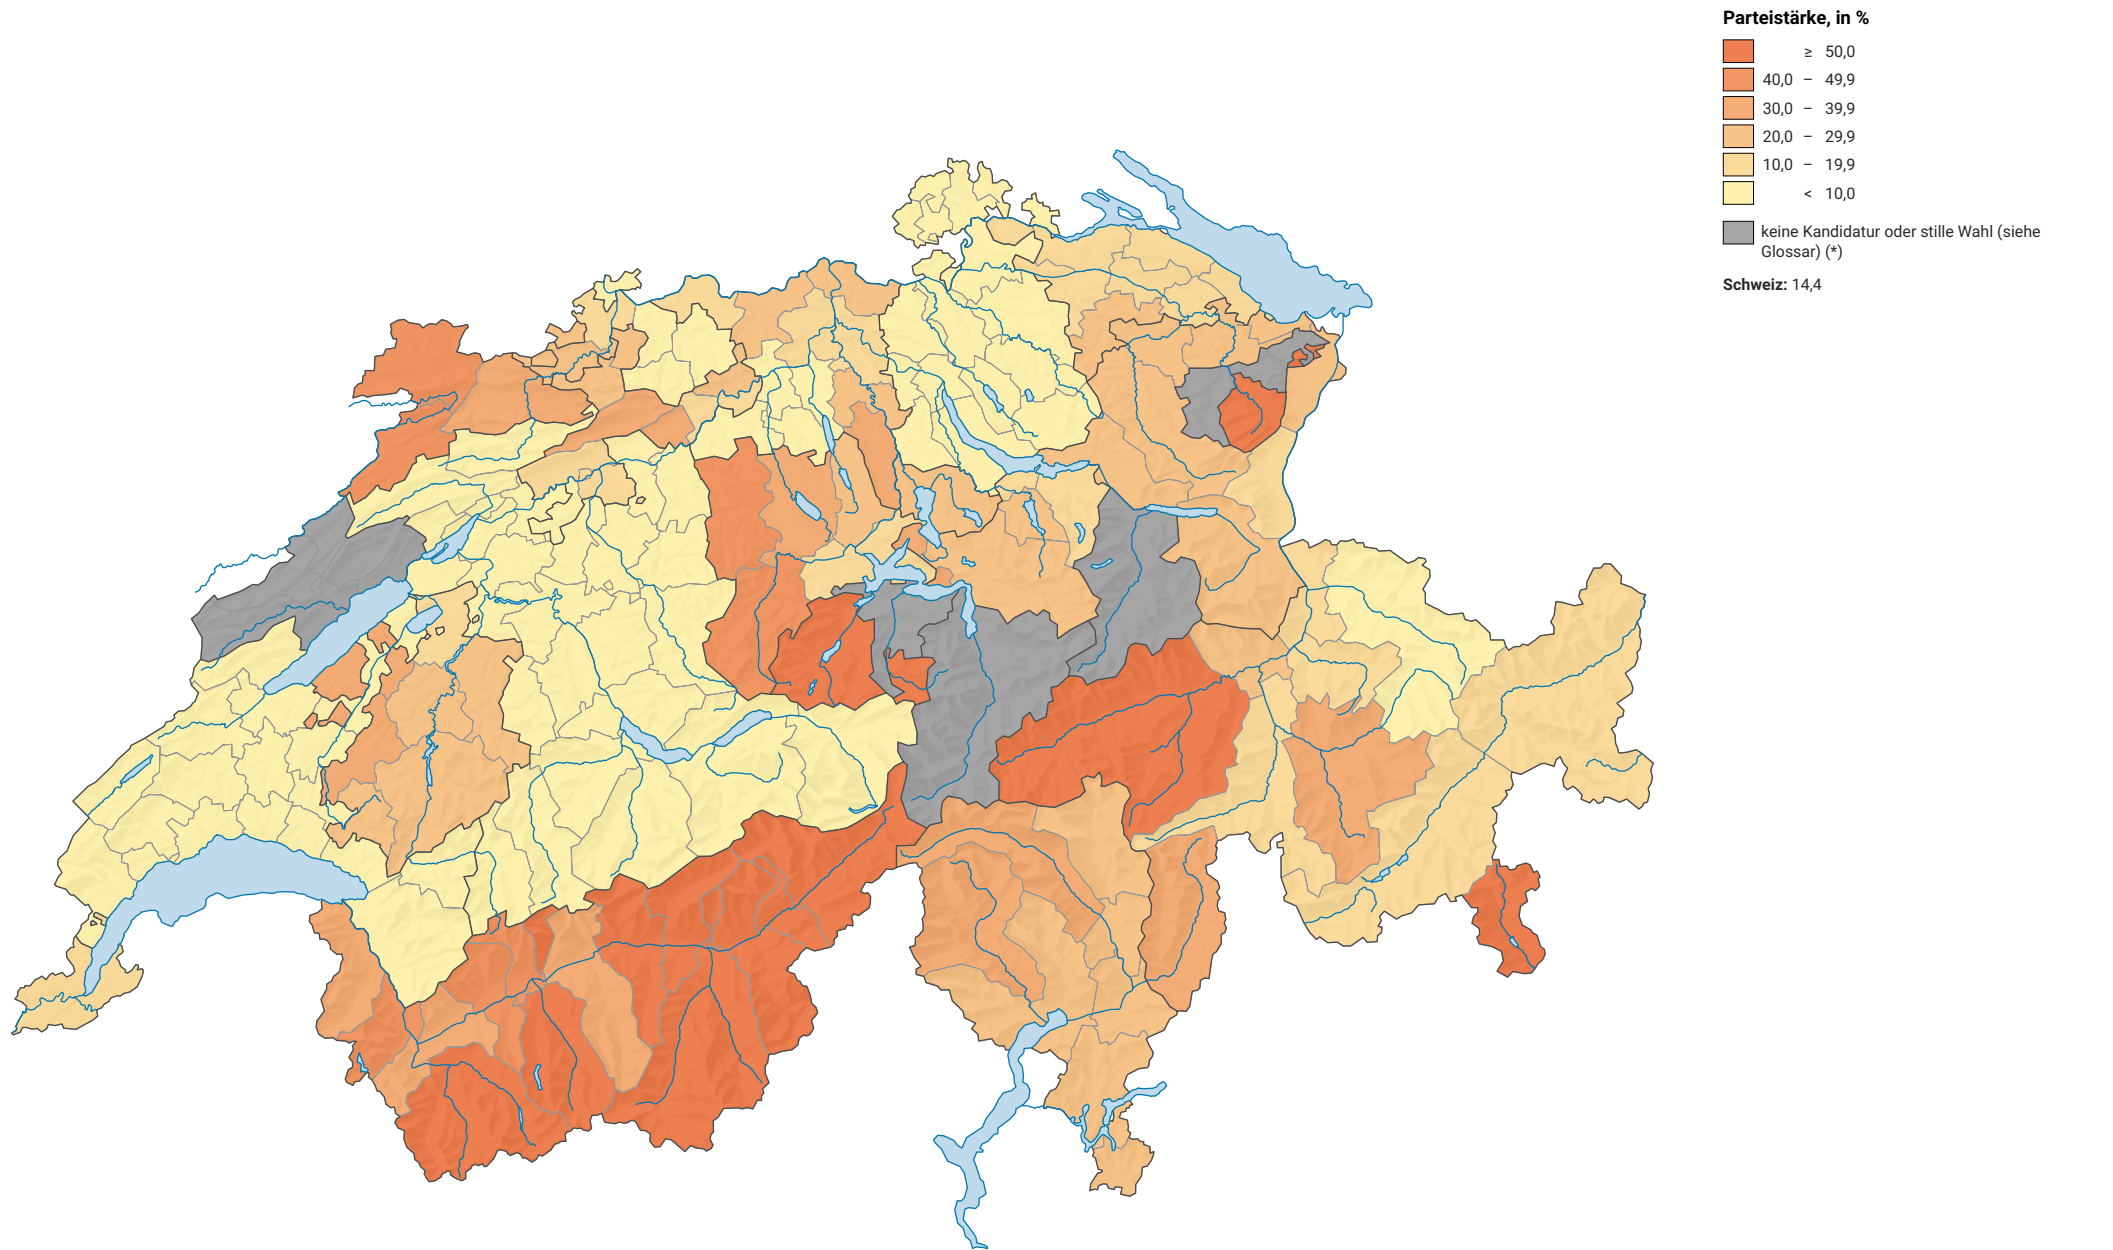 Parteistärke, in %
≥ 50,0
40,0 – 49,9
30,0 – 39,9
20,0 – 29,9
10,0 – 19,9
< 10,0
keine Kandidatur oder stille Wahl (siehe
Glossar) (*)
Schweiz: 14,4